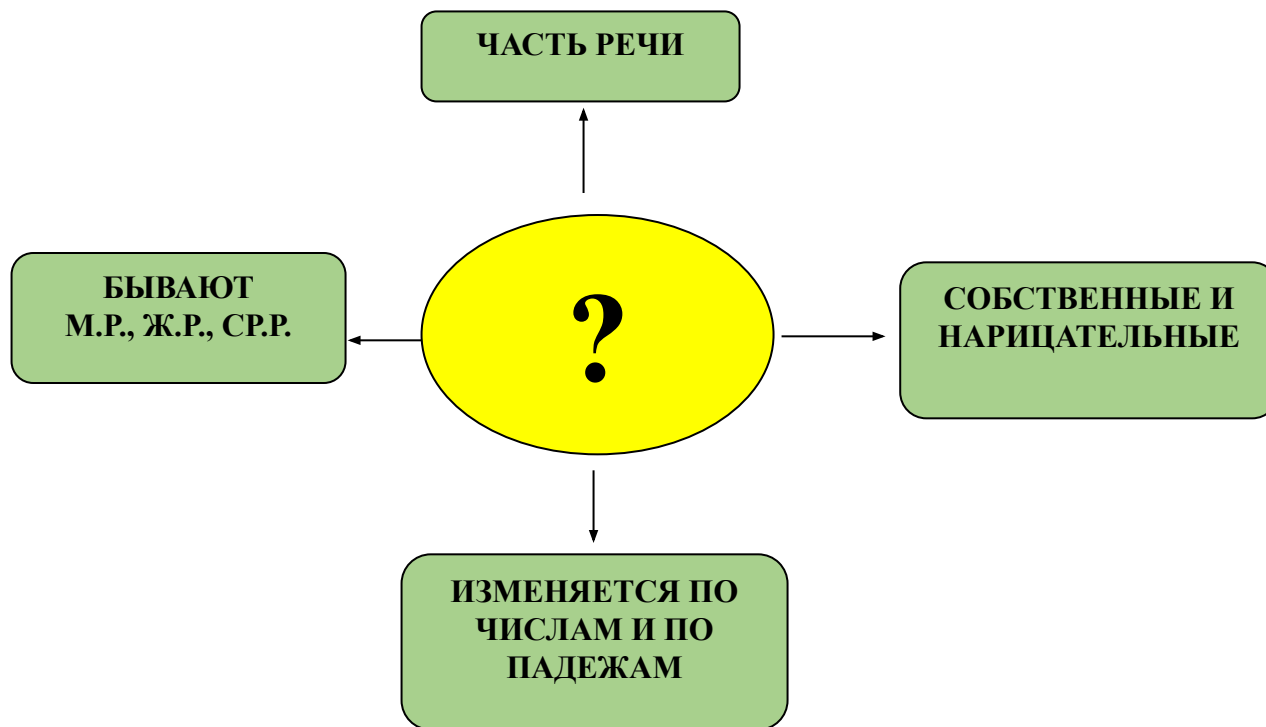 ЧАСТЬ РЕЧИ
БЫВАЮТ
М.Р., Ж.Р., СР.Р.
?
СОБСТВЕННЫЕ И
НАРИЦАТЕЛЬНЫЕ
ИЗМЕНЯЕТСЯ ПО
ЧИСЛАМ И ПО
ПАДЕЖАМ